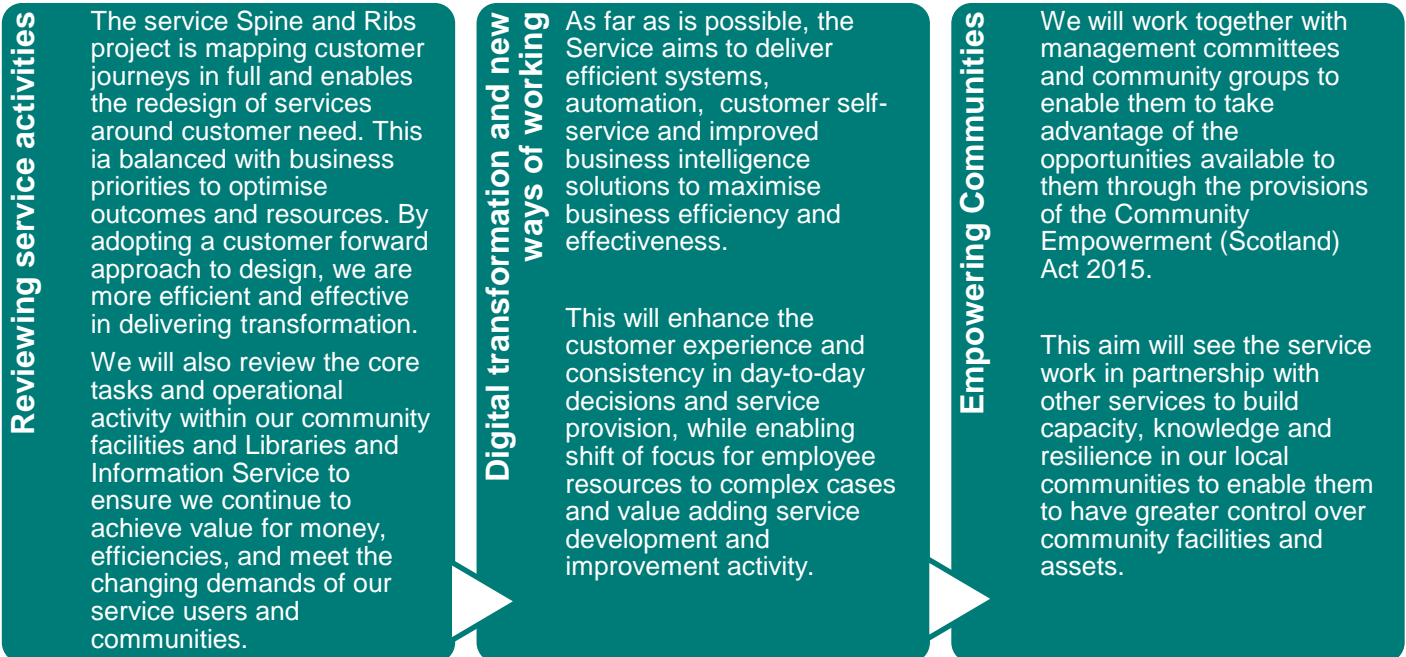 Reviewing service activities
The service Spine and Ribs
project is mapping customer
journeys in full and enables
the redesign of services
around customer need. This
ia balanced with business
priorities to optimise
outcomes and resources. By
adopting a customer forward
approach to design, we are
more efficient and effective
in delivering transformation.
We will also review the core
tasks and operational
activity within our community
facilities and Libraries and
Information Service to
ensure we continue to
achieve value for money,
efficiencies, and meet the
changing demands of our
service users and
communities.
Digital transformation and new
ways of working
As far as is possible, the
Service aims to deliver
efficient systems,
automation,  customer self-
service and improved
business intelligence
solutions to maximise
business efficiency and
effectiveness.
This will enhance the
customer experience and
consistency in day-to-day
decisions and service
provision, while enabling
shift of focus for employee
resources to complex cases
and value adding service
development and
improvement activity.
Empowering Communities
We will work together with
management committees
and community groups to
enable them to take
advantage of the
opportunities available to
them through the provisions
of the Community
Empowerment (Scotland)
Act 2015.
This aim will see the service
work in partnership with
other services to build
capacity, knowledge and
resilience in our local
communities to enable them
to have greater control over
community facilities and
assets.